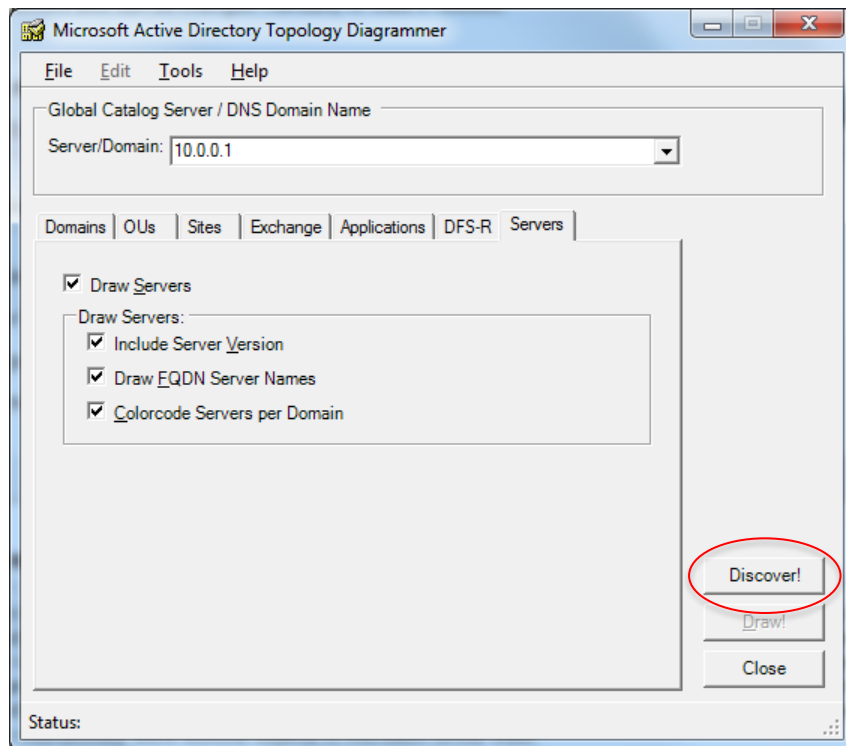 Microsoft Active Directory Topology Diagrammer
File Edit Tools Help
Global Catalog Server / DNS Domain Name
Server/Domain: 10.0.0.1
Domains OUs Sites Exchange Applications DFS-R Servers
Draw Servers
Draw Servers:
Include Server Version
Draw FQDN Server Names
Colorcode Servers per Domain
Discover!
Draw!
Close
Status: